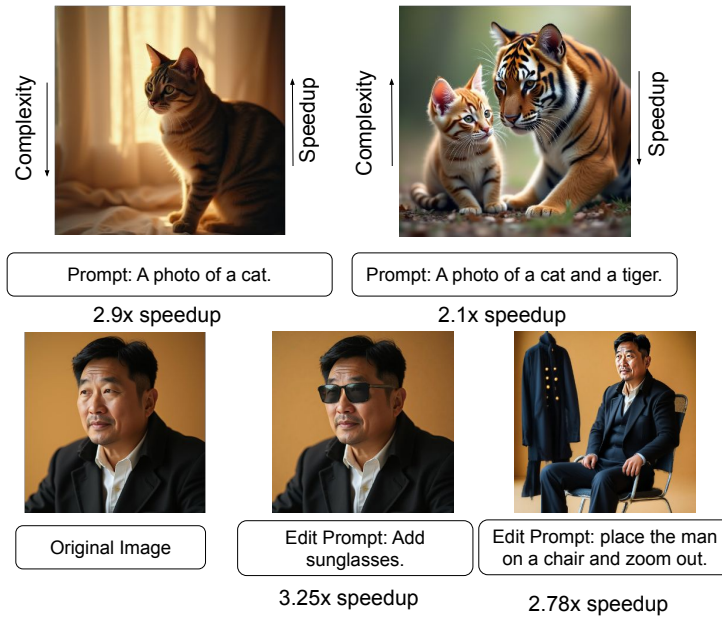 Complexity
Speedup
Complexity
Speedup
Prompt: A photo of a cat.
Prompt: A photo of a cat and a tiger.
2.9x speedup
2.1x speedup
Original Image
Edit Prompt: Add
sunglasses.
Edit Prompt: place the man
on a chair and zoom out.
3.25x speedup
2.78x speedup